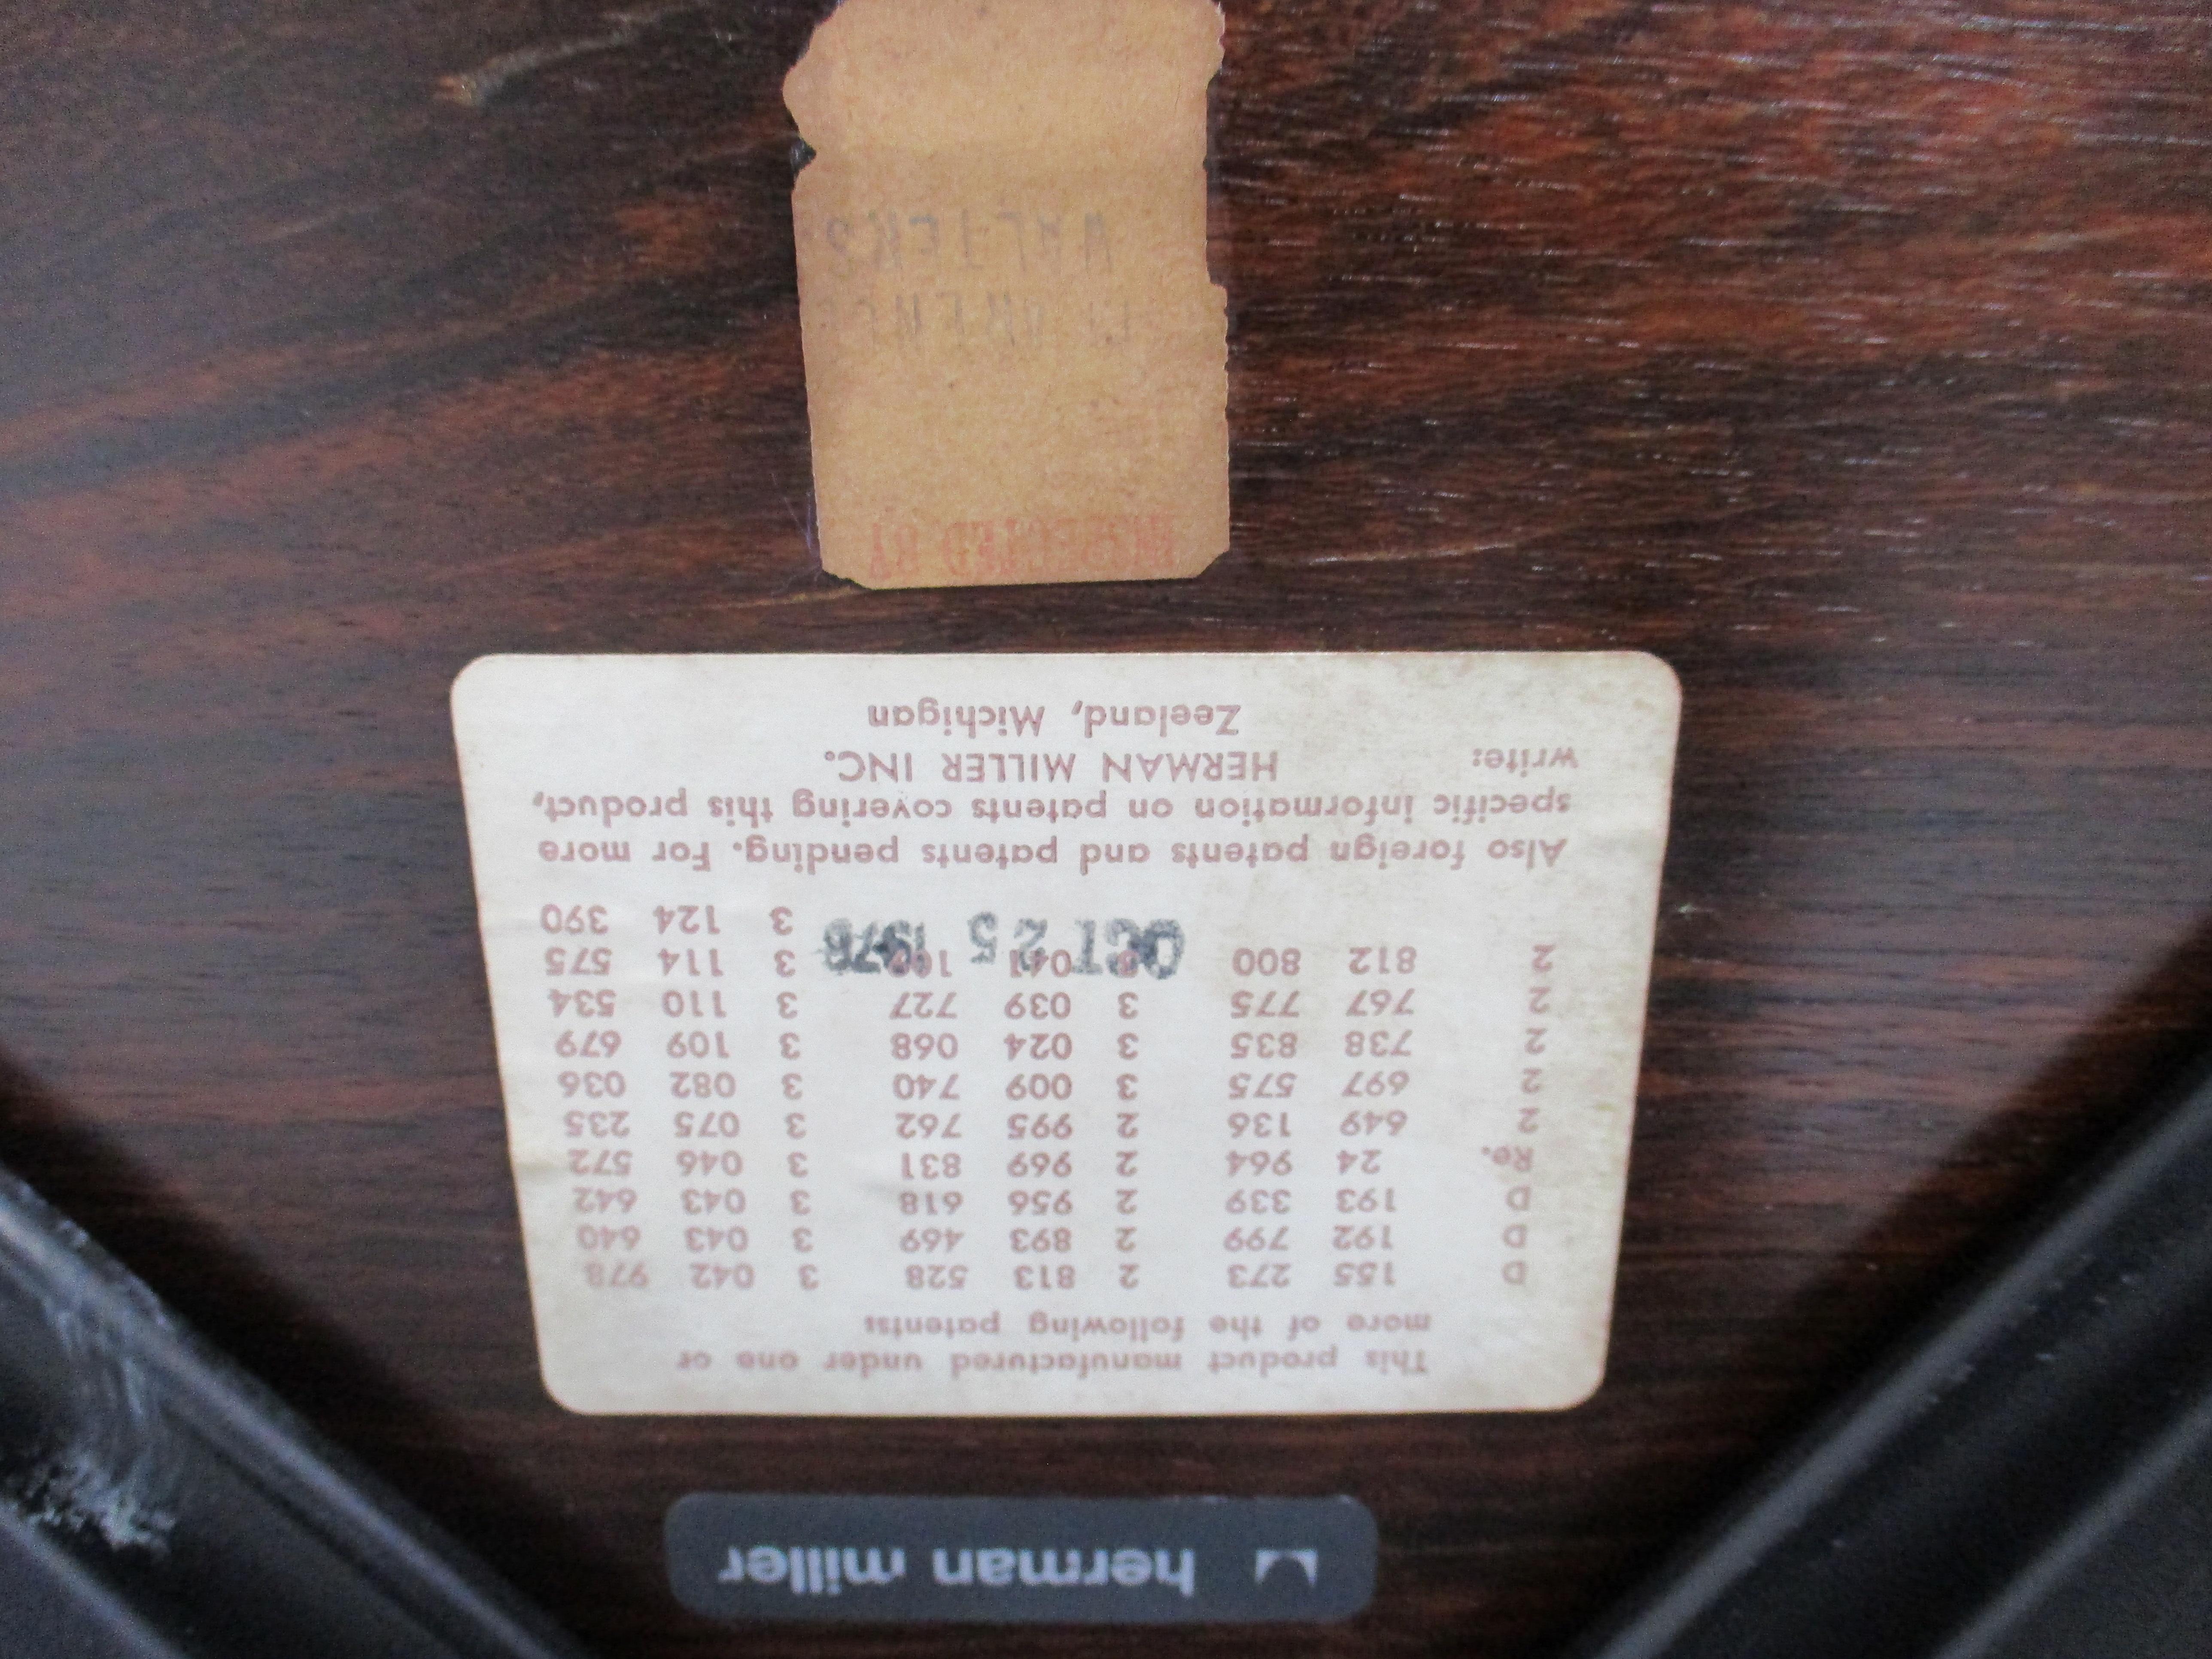 herman miller
This product manufactured under one or
more of the following patents:
D 155 273 2 813 528 3 042 978
D 192 799 2 893 469 3 043 640
D 193 339 2 956 618 3 043 642
Re. 24 964 2 969 831 3 046 572
2 649 136 2 995 762 3 075 235
2 697 575 3 009 740 3 082 036
2 738 835 3 024 068 3 109 679
2 767 775 3 039 727 3 110 534
2 812 800 3 041 3 114 575
OCT 25 1976 3 124 390
Also foreign patents and patents pending. For more
specific information on patents covering this product,
write: HERMAN MILLER INC.
Zeeland, Michigan
INSPECTED BY
WALTERS